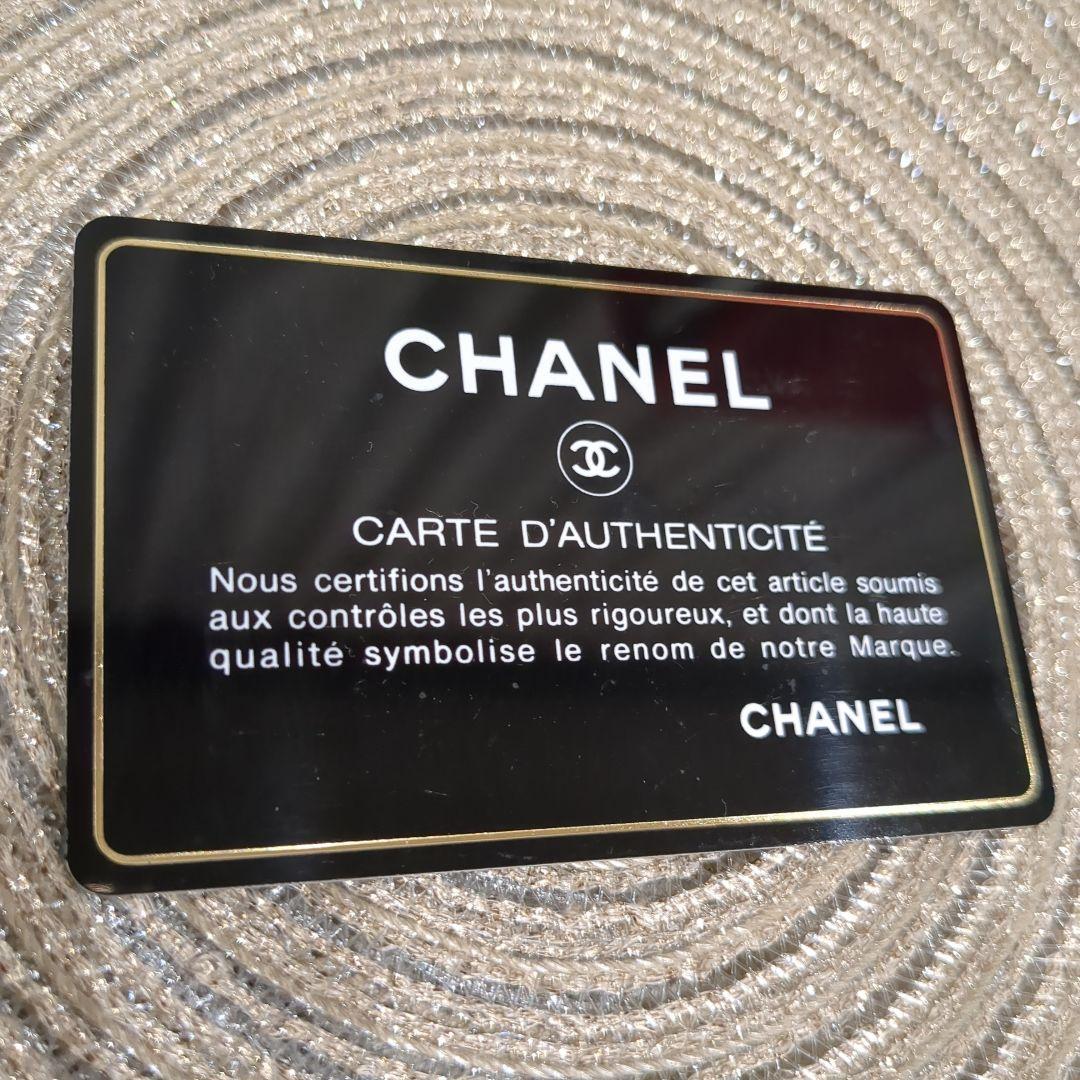 CHANEL
CARTE D'AUTHENTICITÉ
Nous certifions l'authenticité de cet article soumis
aux contrôles les plus rigoureux, et dont la haute
qualité symbolise le renom de notre Marque.
CHANEL